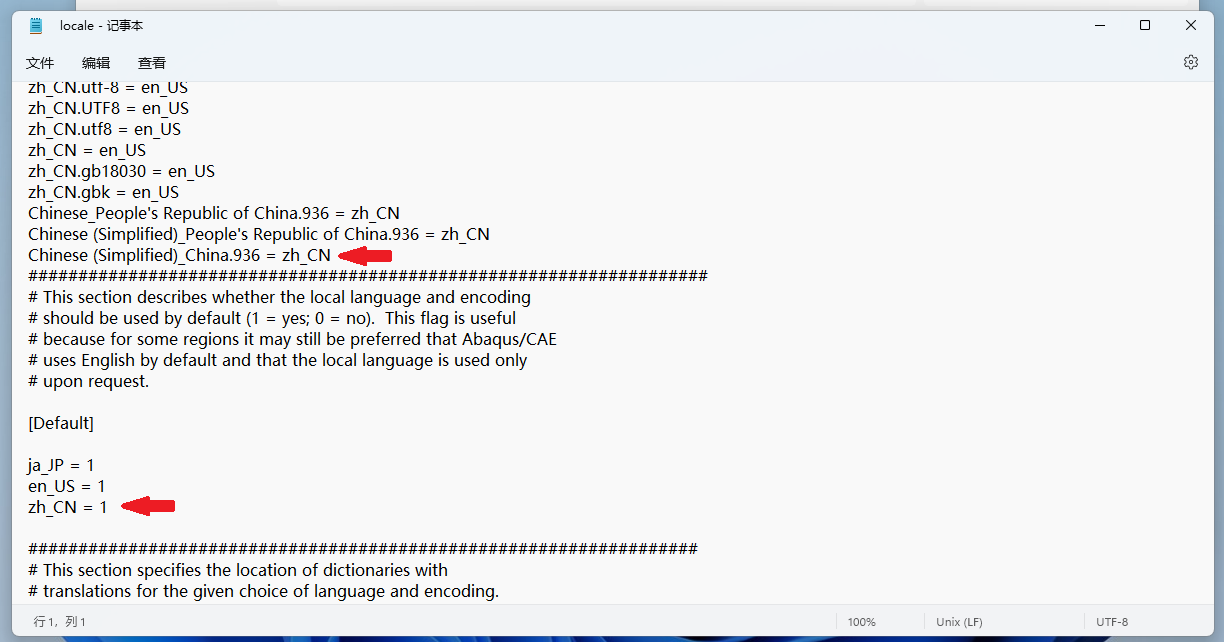 locale - 记事本
文件 编辑 查看
zh_CN.utf-8 = en_US
zh_CN.UTF8 = en_US
zh_CN.utf8 = en_US
zh_CN = en_US
zh_CN.gb18030 = en_US
zh_CN.gbk = en_US
Chinese_People's Republic of China.936 = zh_CN
Chinese (Simplified)_People's Republic of China.936 = zh_CN
Chinese (Simplified)_China.936 = zh_CN
####################################################################
# This section describes whether the local language and encoding
# should be used by default (1 = yes; 0 = no).  This flag is useful
# because for some regions it may still be preferred that Abaqus/CAE
# uses English by default and that the local language is used only
# upon request.
[Default]
ja_JP = 1
en_US = 1
zh_CN = 1
###################################################################
# This section specifies the location of dictionaries with
# translations for the given choice of language and encoding.
行 1，列 1 100% Unix (LF) UTF-8